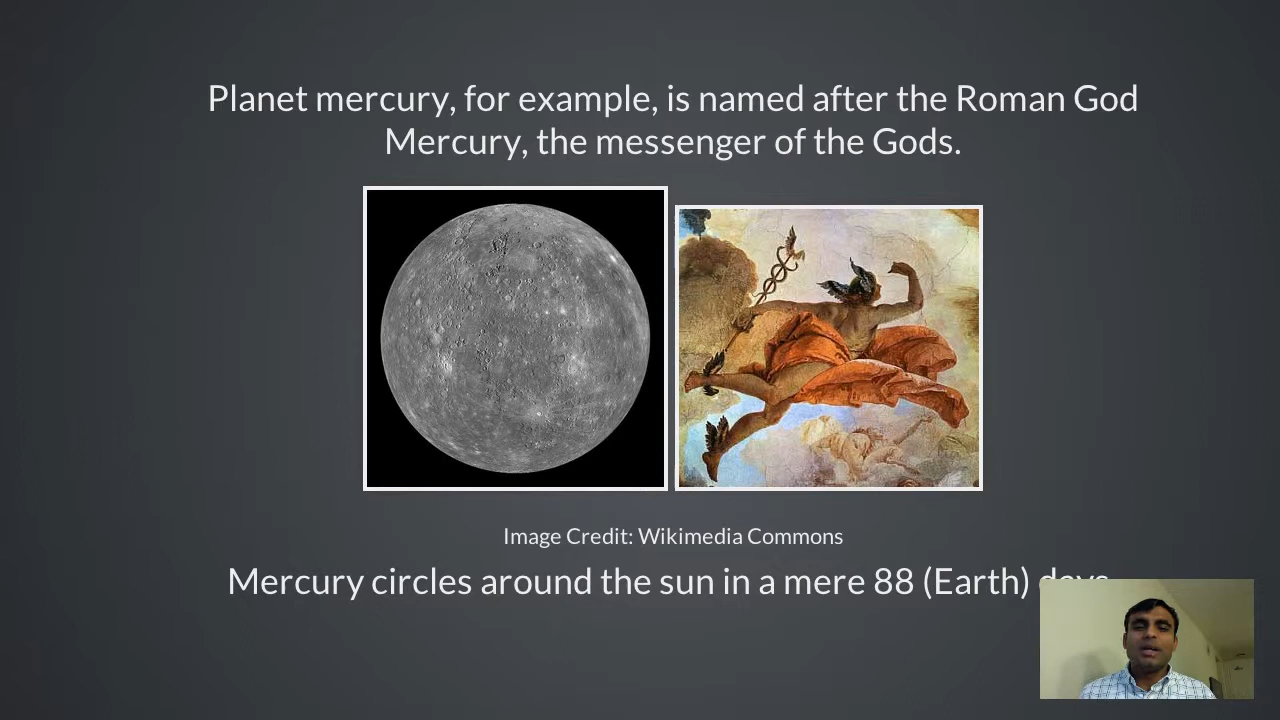 Planet mercury, for example, is named after the Roman God
Mercury, the messenger of the Gods.
Image Credit: Wikimedia Commons
Mercury circles around the sun in a mere 88 (Earth)